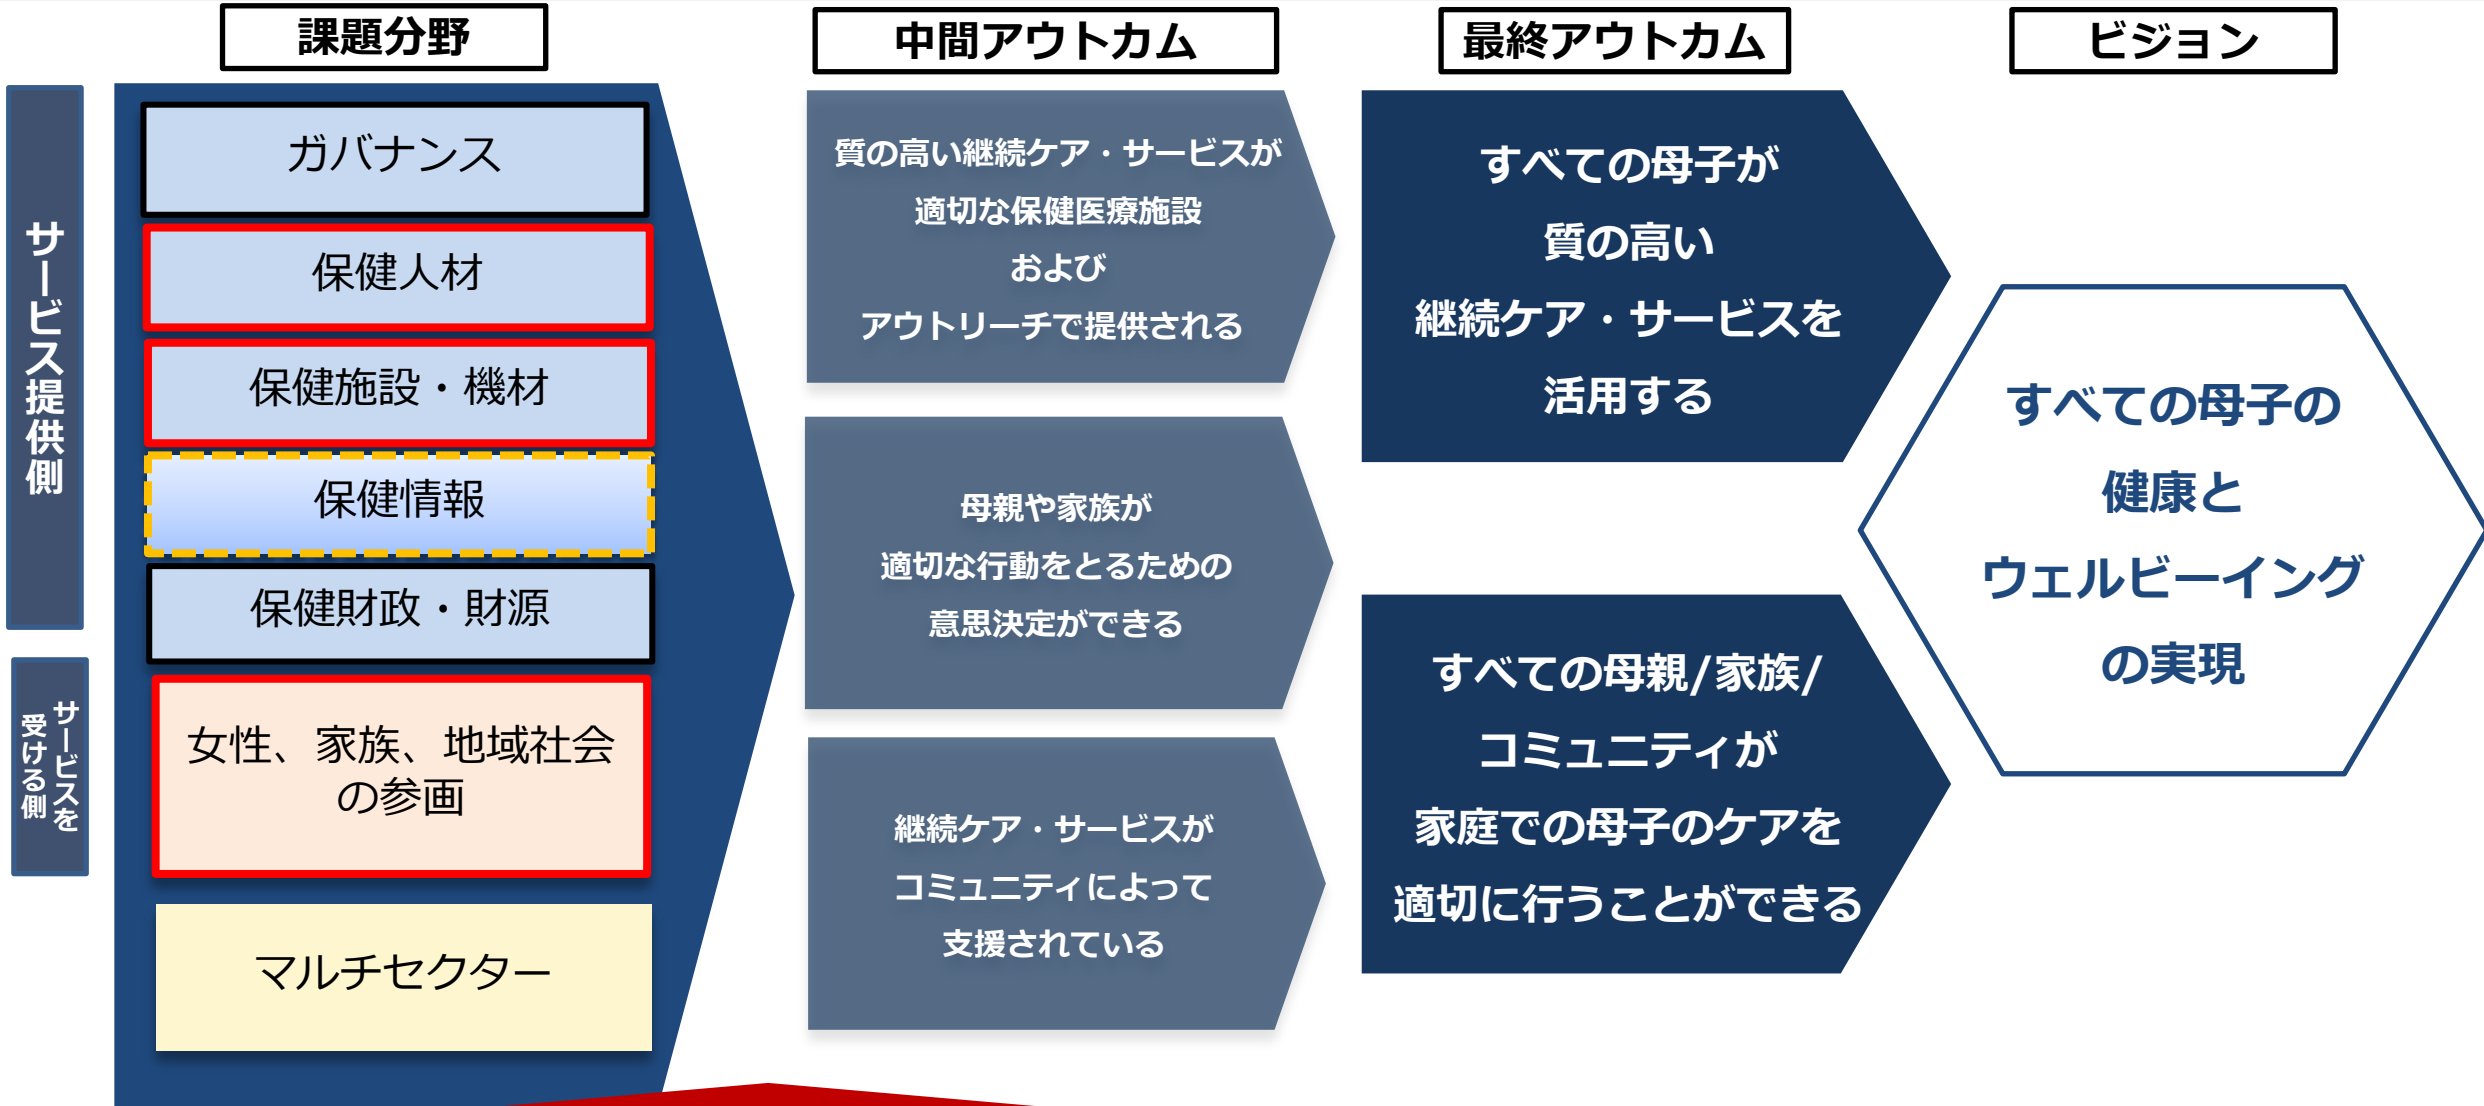 課題分野
中間アウトカム
最終アウトカム
ビジョン
サービス提供側
サービスを
受ける側
ガバナンス
保健人材
保健施設・機材
保健情報
保健財政・財源
女性、家族、地域社会
の参画
マルチセクター
質の高い継続ケア・サービスが
適切な保健医療施設
および
アウトリーチで提供される
母親や家族が
適切な行動をとるための
意思決定ができる
継続ケア・サービスが
コミュニティによって
支援されている
すべての母子が
質の高い
継続ケア・サービスを
活用する
すべての母親/家族/
コミュニティが
家庭での母子のケアを
適切に行うことができる
すべての母子の
健康と
ウェルビーイング
の実現